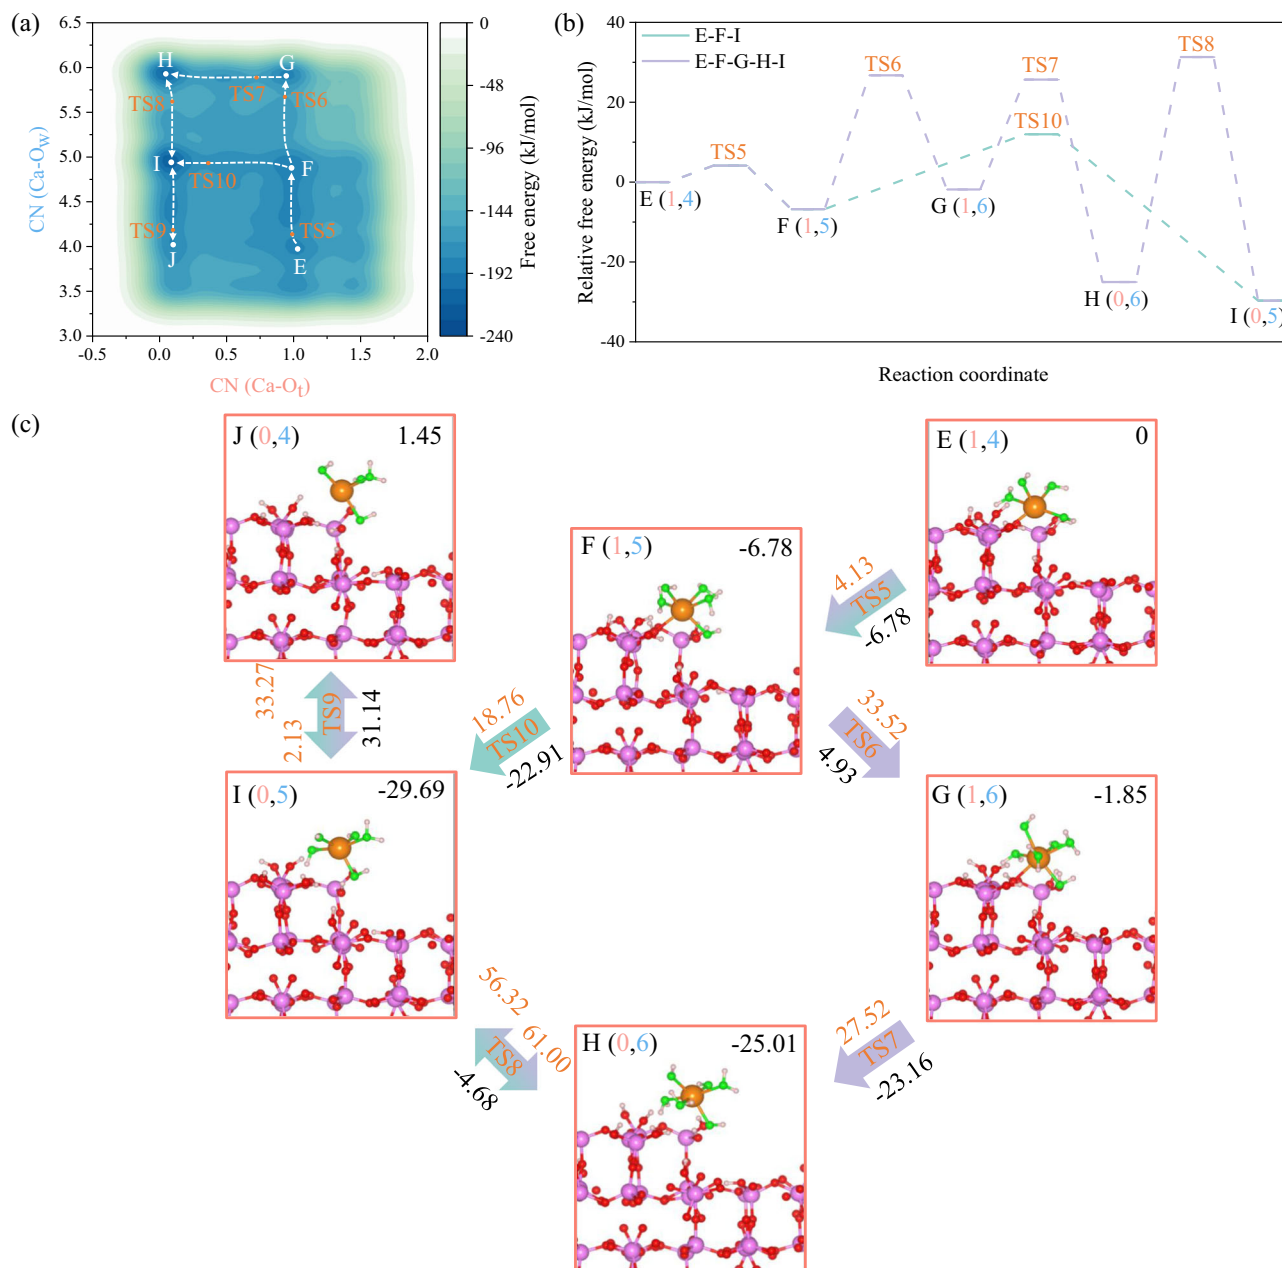 (a)
6.5
6.0
5.5
5.0
4.5
4.0
3.5
3.0
-0.5
0.0
0.5
1.0
1.5
2.0
CN (Ca-Ow)
CN (Ca-Ot)
H
G
TS7
TS8
TS6
I
F
TS10
TS9
TS5
J
E
0
-48
-96
-144
-192
-240
Free energy (kJ/mol)
(b)
40
20
0
-20
-40
Relative free energy (kJ/mol)
Reaction coordinate
E-F-I
E-F-G-H-I
TS5
TS6
TS7
TS10
TS8
E (1,4)
F (1,5)
G (1,6)
H (0,6)
I (0,5)
(c)
J (0,4) 1.45
E (1,4) 0
F (1,5) -6.78
4.13
TS5
-6.78
33.27
2.13
TS9
31.14
18.76
TS10
-22.91
33.52
TS6
4.93
I (0,5) -29.69
G (1,6) -1.85
56.32
61.00
TS8
-4.68
H (0,6) -25.01
27.52
TS7
-23.16